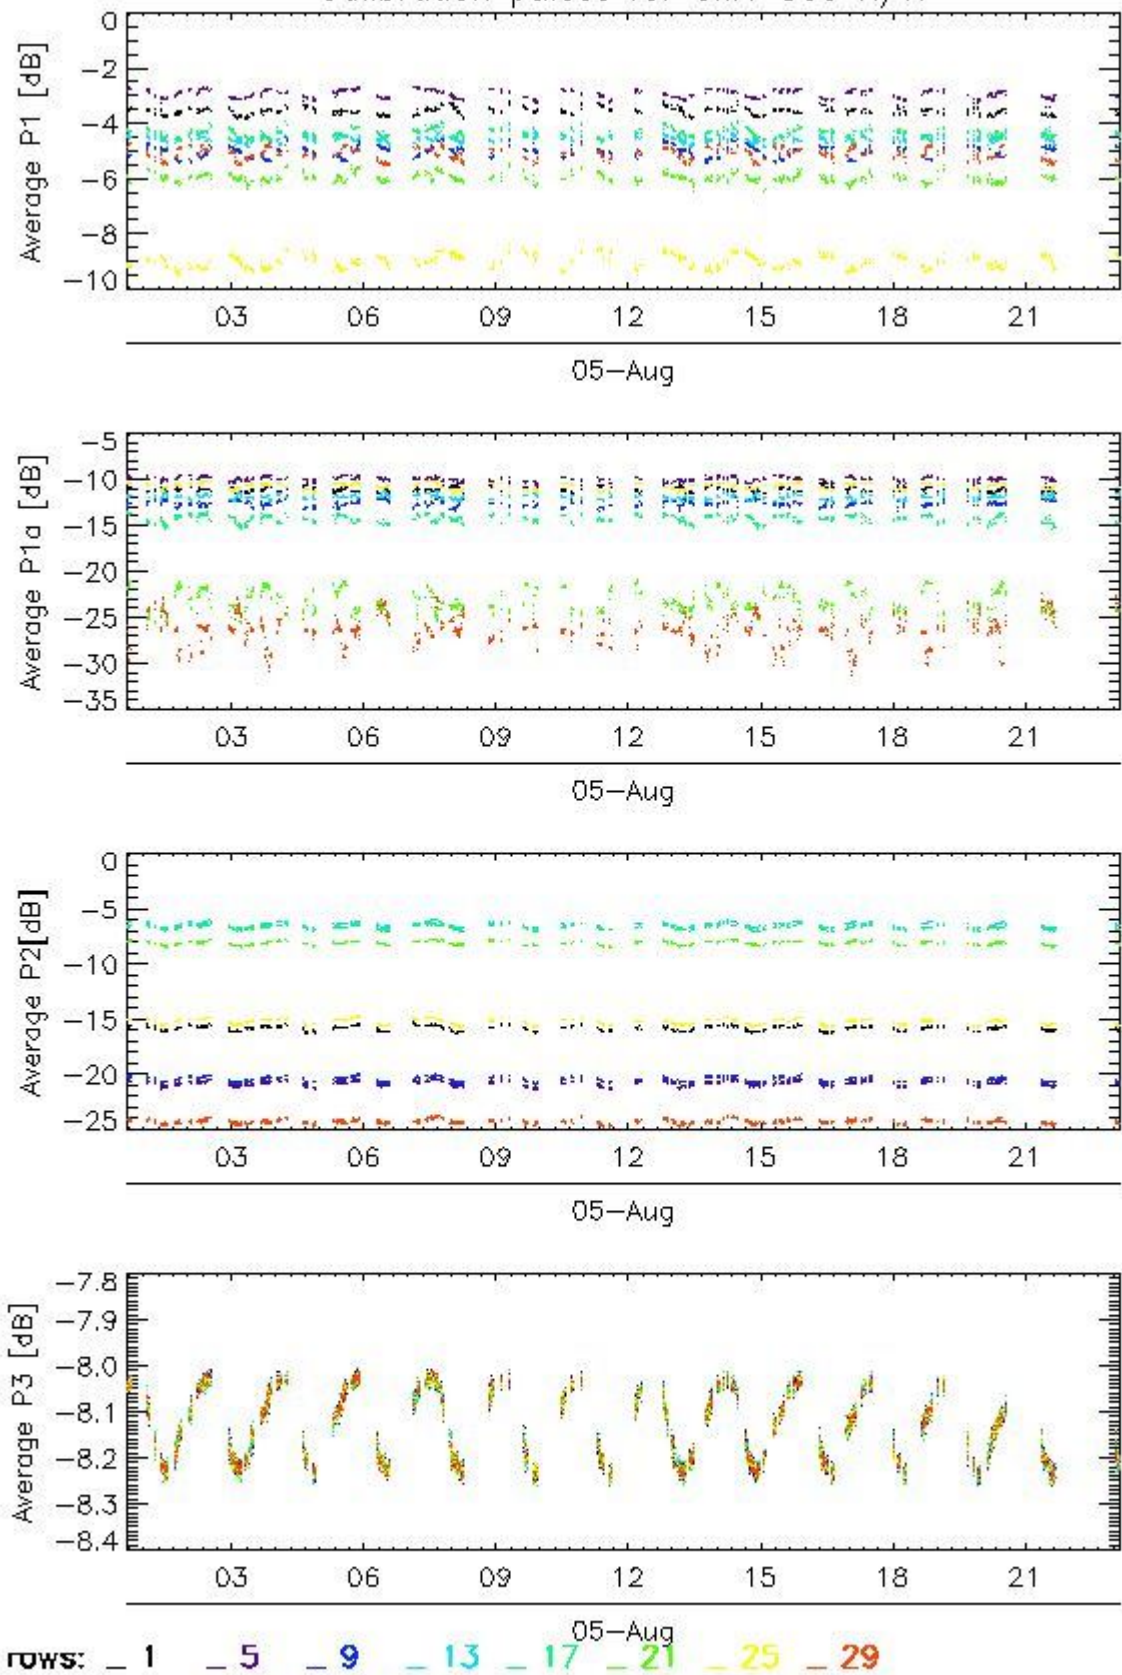 0
-2
-4
-6
-8
-10
Average P1 [dB]
03 06 09 12 15 18 21
05-Aug
-5
-10
-15
-20
-25
-30
-35
Average P1a [dB]
03 06 09 12 15 18 21
05-Aug
0
-5
-10
-15
-20
-25
Average P2[dB]
03 06 09 12 15 18 21
05-Aug
-7.8
-7.9
-8.0
-8.1
-8.2
-8.3
-8.4
Average P3 [dB]
03 06 09 12 15 18 21
05-Aug
rows: _ 1 _ 5 _ 9 _ 13 _ 17 _ 21 _ 25 _ 29